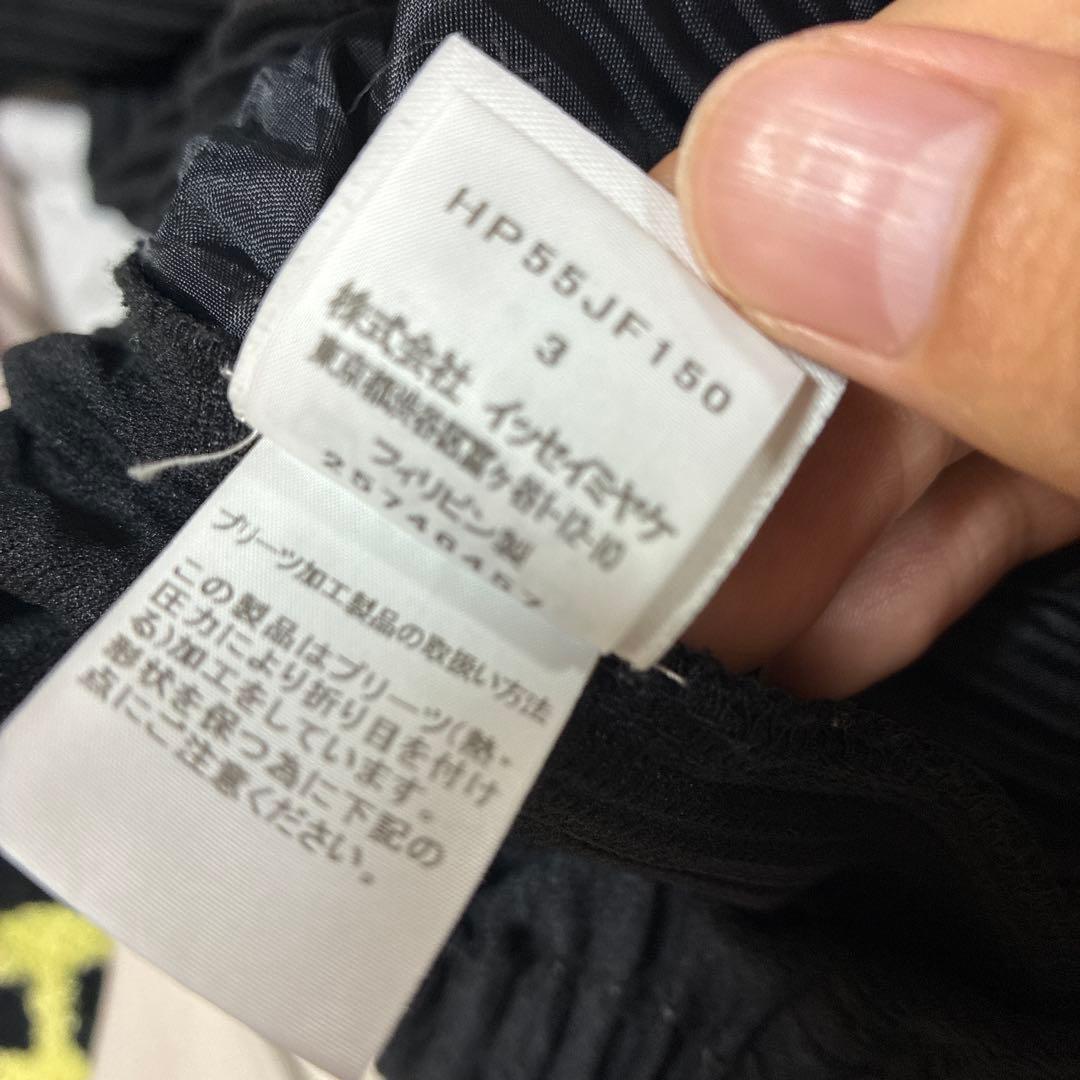 HP55JF150
3
株式会社 イッセイミヤケ
東京都渋谷区富ヶ谷1-12-10
フィリピン製
プリーツ加工製品の取扱い方法
この製品はプリーツ(熱、
圧力により折り目を付け
る)加工をしています。
形状を保つ為に下記の
点にご注意ください。